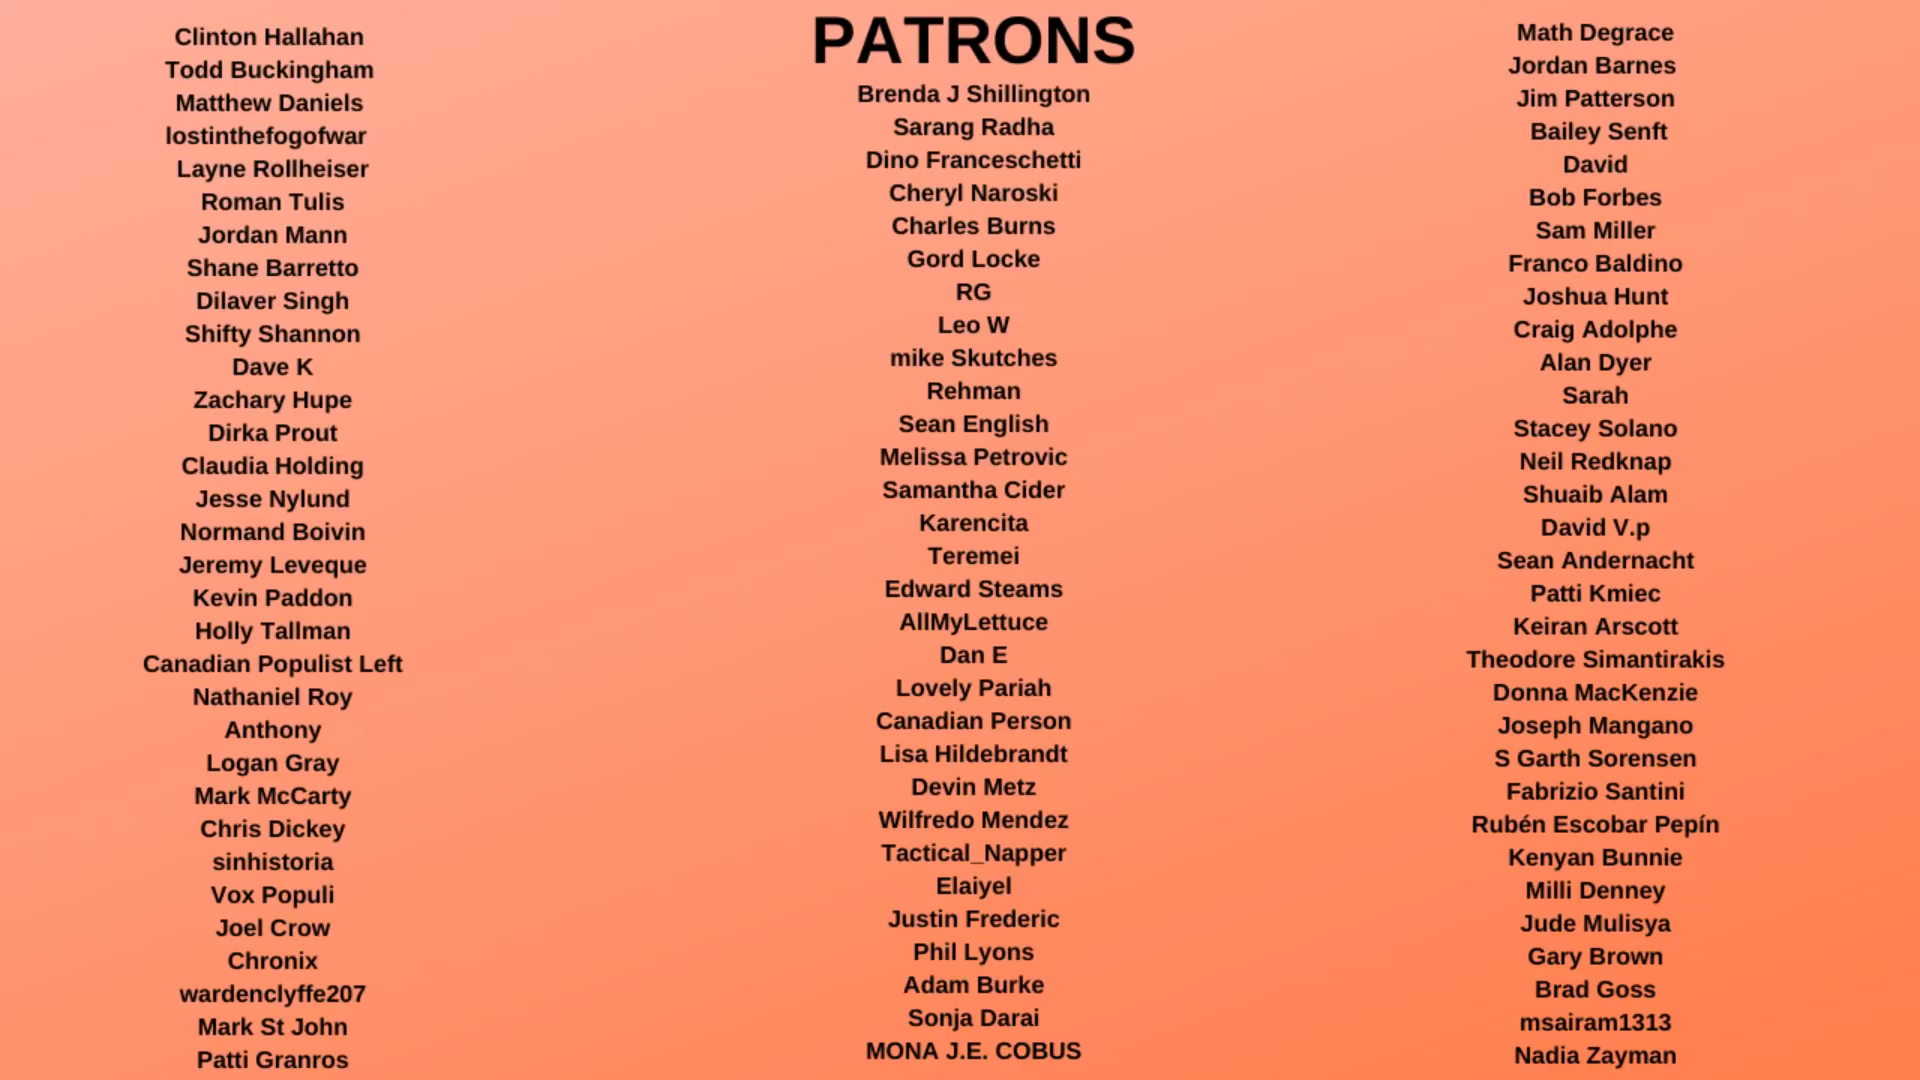 PATRONS
Clinton Hallahan
Todd Buckingham
Matthew Daniels
lostinthefogofwar
Layne Rollheiser
Roman Tulis
Jordan Mann
Shane Barretto
Dilaver Singh
Shifty Shannon
Dave K
Zachary Hupe
Dirka Prout
Claudia Holding
Jesse Nylund
Normand Boivin
Jeremy Leveque
Kevin Paddon
Holly Tallman
Canadian Populist Left
Nathaniel Roy
Anthony
Logan Gray
Mark McCarty
Chris Dickey
sinhistoria
Vox Populi
Joel Crow
Chronix
wardenclyffe207
Mark St John
Patti Granros
Brenda J Shillington
Sarang Radha
Dino Franceschetti
Cheryl Naroski
Charles Burns
Gord Locke
RG
Leo W
mike Skutches
Rehman
Sean English
Melissa Petrovic
Samantha Cider
Karencita
Teremei
Edward Steams
AllMyLettuce
Dan E
Lovely Pariah
Canadian Person
Lisa Hildebrandt
Devin Metz
Wilfredo Mendez
Tactical_Napper
Elaiyel
Justin Frederic
Phil Lyons
Adam Burke
Sonja Darai
MONA J.E. COBUS
Math Degrace
Jordan Barnes
Jim Patterson
Bailey Senft
David
Bob Forbes
Sam Miller
Franco Baldino
Joshua Hunt
Craig Adolphe
Alan Dyer
Sarah
Stacey Solano
Neil Redknap
Shuaib Alam
David V.p
Sean Andernacht
Patti Kmiec
Keiran Arscott
Theodore Simantirakis
Donna MacKenzie
Joseph Mangano
S Garth Sorensen
Fabrizio Santini
Rubén Escobar Pepín
Kenyan Bunnie
Milli Denney
Jude Mulisya
Gary Brown
Brad Goss
msairam1313
Nadia Zayman